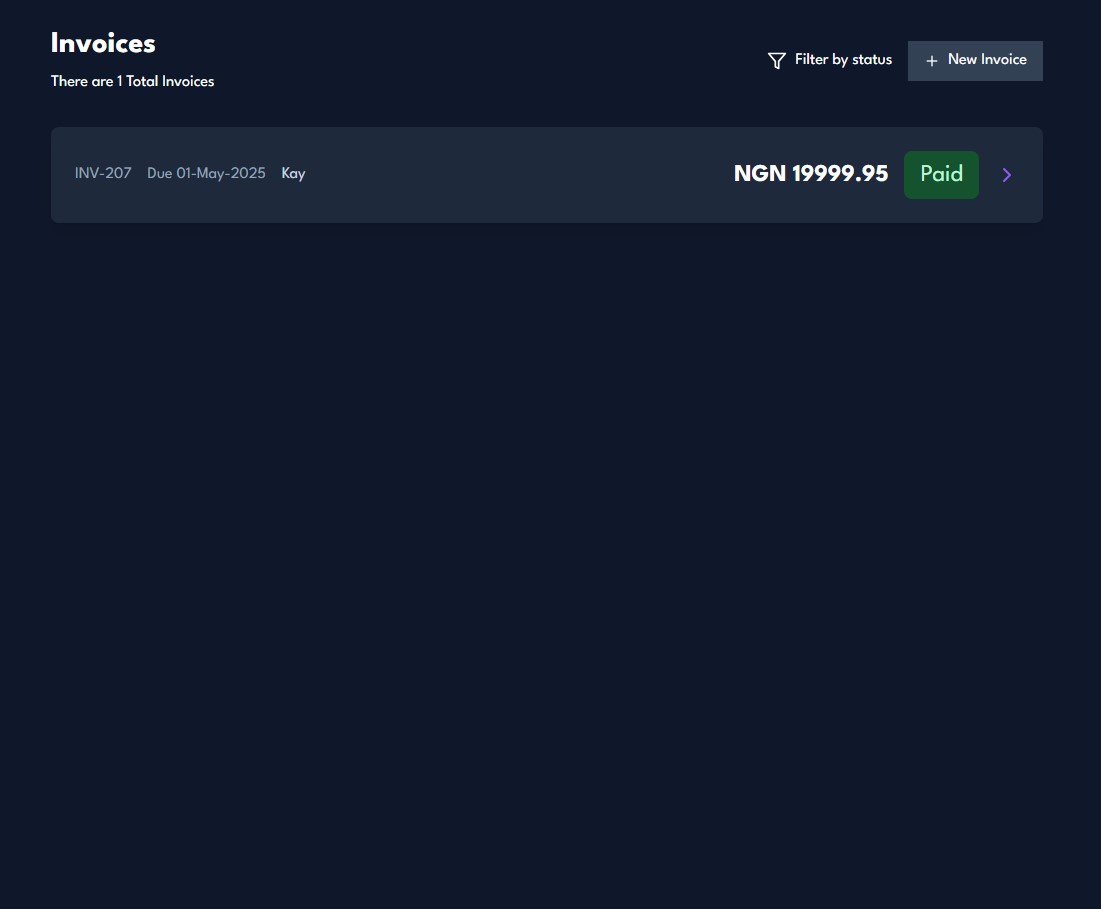 Invoices
There are 1 Total Invoices
Filter by status
New Invoice
INV-207 Due 01-May-2025 Kay NGN 19999.95 Paid